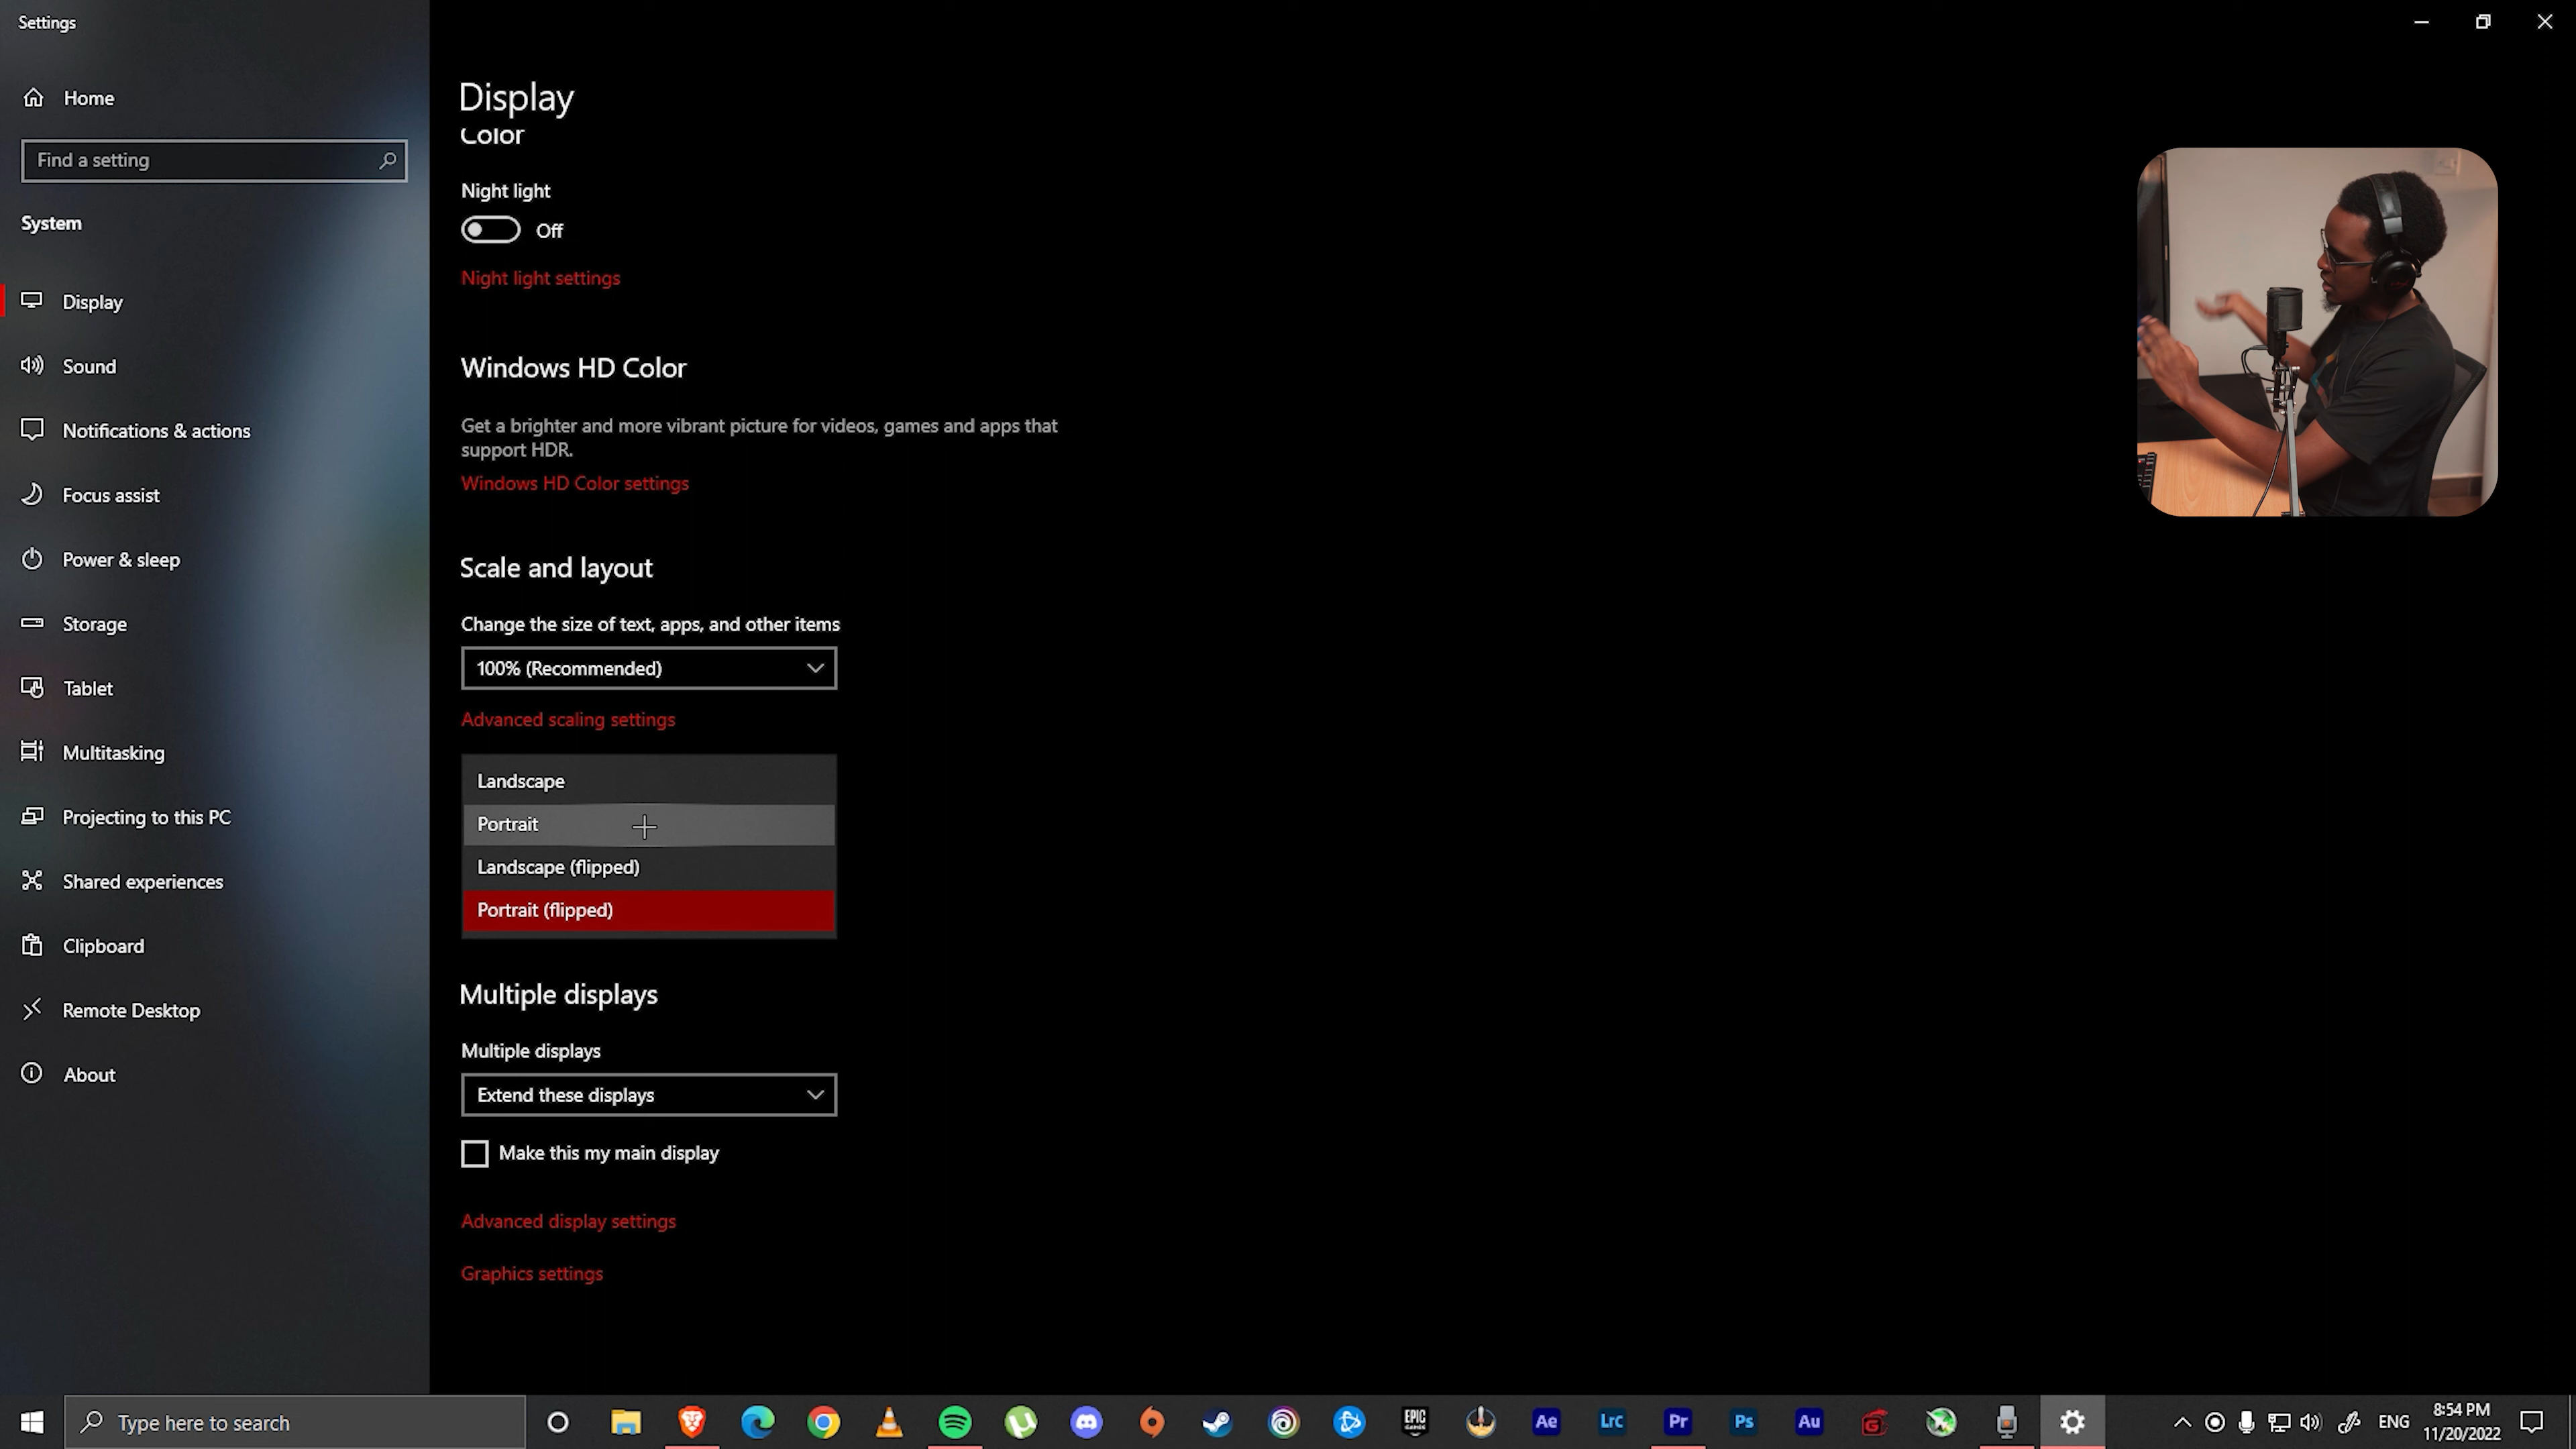 Settings
Home
Find a setting
System
Display
Sound
Notifications & actions
Focus assist
Power & sleep
Storage
Tablet
Multitasking
Projecting to this PC
Shared experiences
Clipboard
Remote Desktop
About
Display
Color
Night light
Off
Night light settings
Windows HD Color
Get a brighter and more vibrant picture for videos, games and apps that
support HDR.
Windows HD Color settings
Scale and layout
Change the size of text, apps, and other items
100% (Recommended)
Advanced scaling settings
Landscape
Portrait
Landscape (flipped)
Portrait (flipped)
Multiple displays
Multiple displays
Extend these displays
Make this my main display
Advanced display settings
Graphics settings
Type here to search
EPIC
GAMES
Ae
Lrc
Pr
Ps
Au
ENG
8:54 PM
11/20/2022